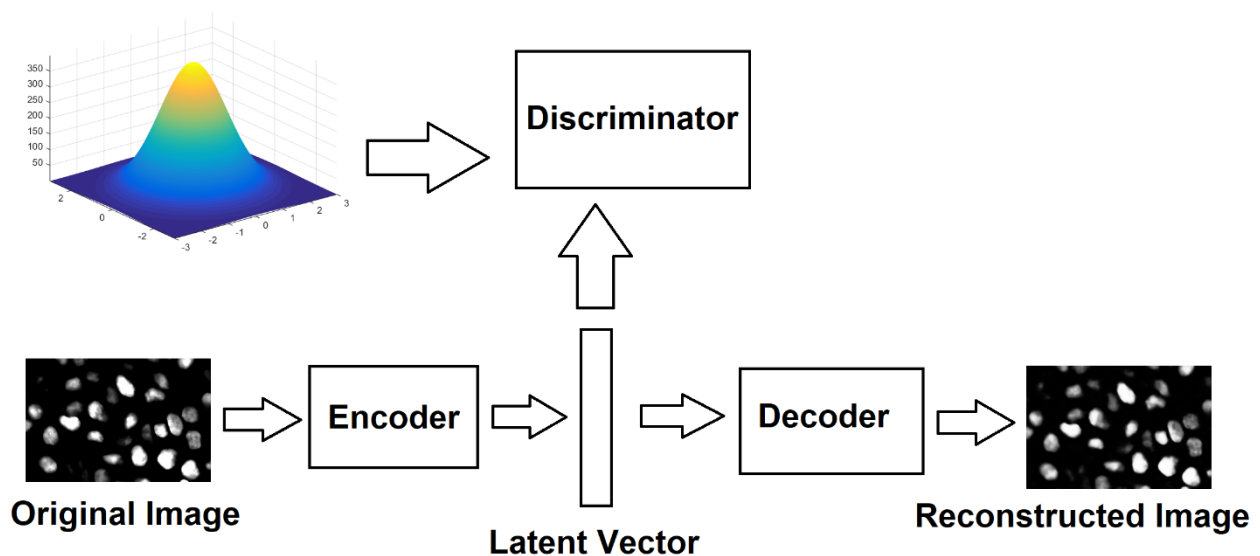 350
300
250
200
150
100
50
2
0
-2
-3
-2
-1
0
1
2
3
Discriminator
Encoder
Decoder
Original Image
Latent Vector
Reconstructed Image